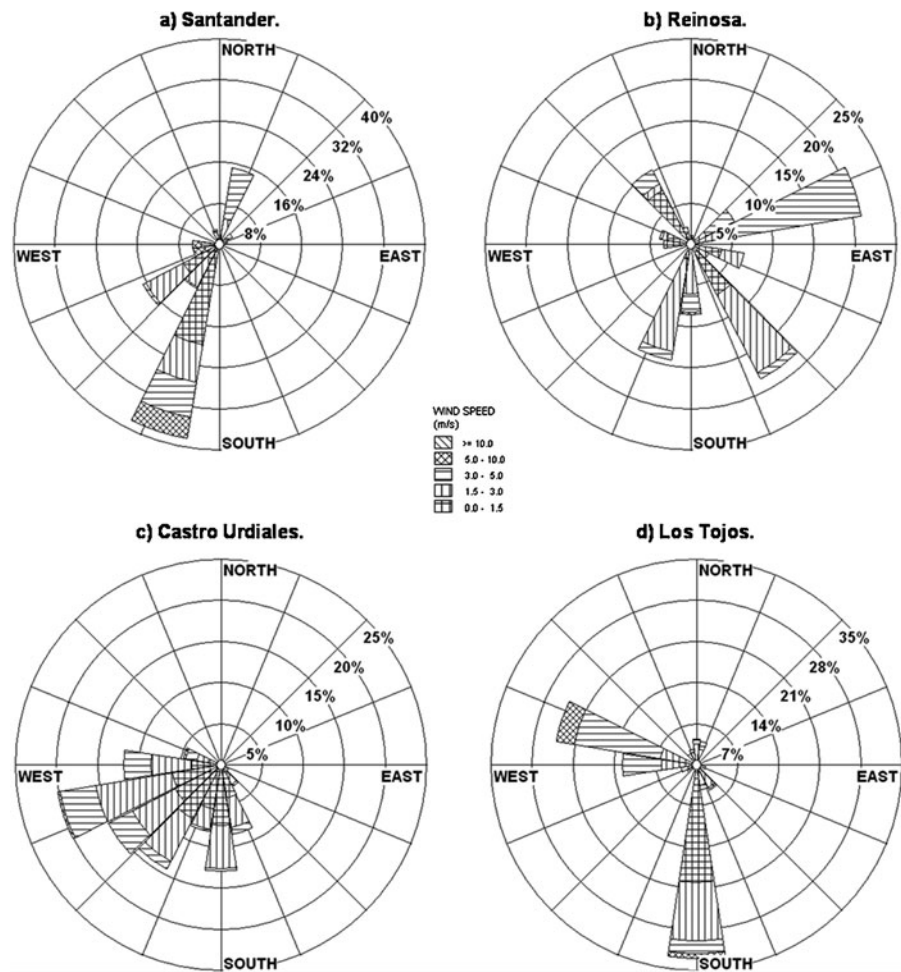 a) Santander.
NORTH
40%
32%
24%
16%
8%
WEST
EAST
SOUTH
b) Reinosa.
NORTH
25%
20%
15%
10%
5%
WEST
EAST
SOUTH
WIND SPEED
(m/s)
>= 10.0
5.0 - 10.0
3.0 - 5.0
1.5 - 3.0
0.0 - 1.5
c) Castro Urdiales.
NORTH
25%
20%
15%
10%
5%
WEST
EAST
SOUTH
d) Los Tojos.
NORTH
35%
28%
21%
14%
7%
WEST
EAST
SOUTH